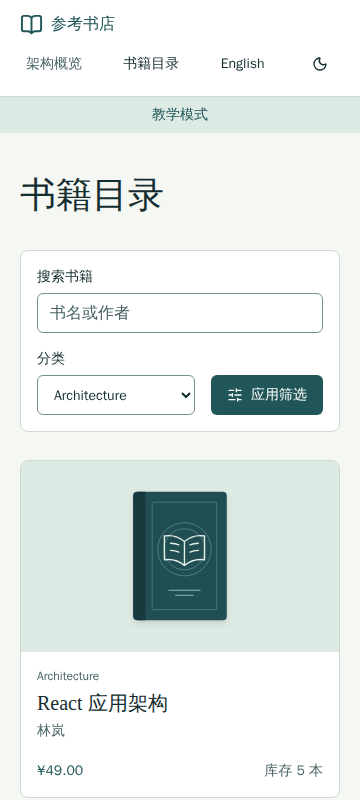 参考书店
架构概览 书籍目录 English
教学模式
书籍目录
搜索书籍
书名或作者
分类
Architecture 应用筛选
Architecture
React 应用架构
林岚
¥49.00 库存 5 本